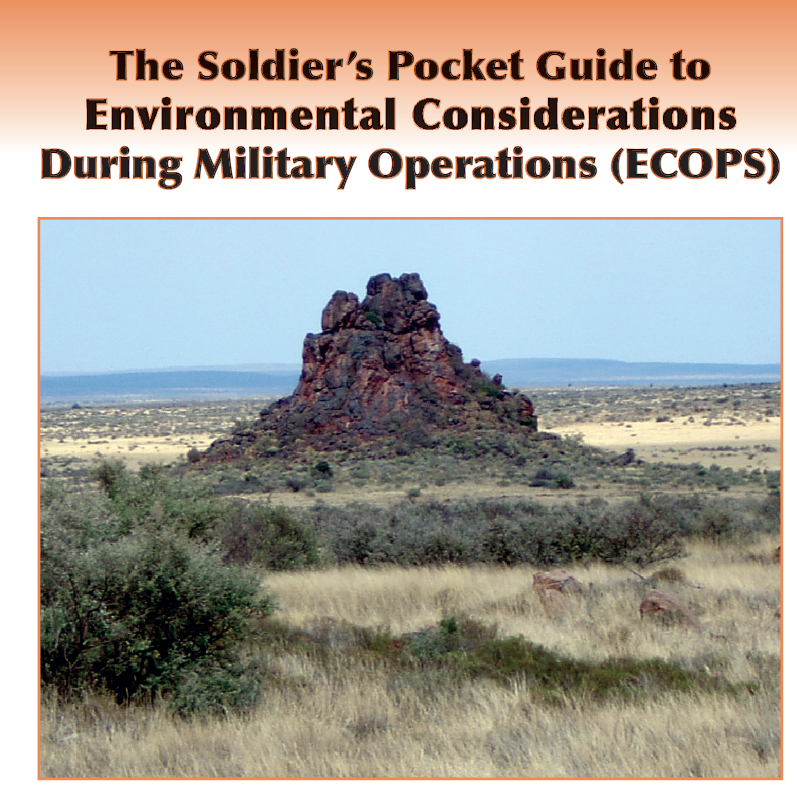 The Soldier’s Pocket Guide to
Environmental Considerations
During Military Operations (ECOPS)